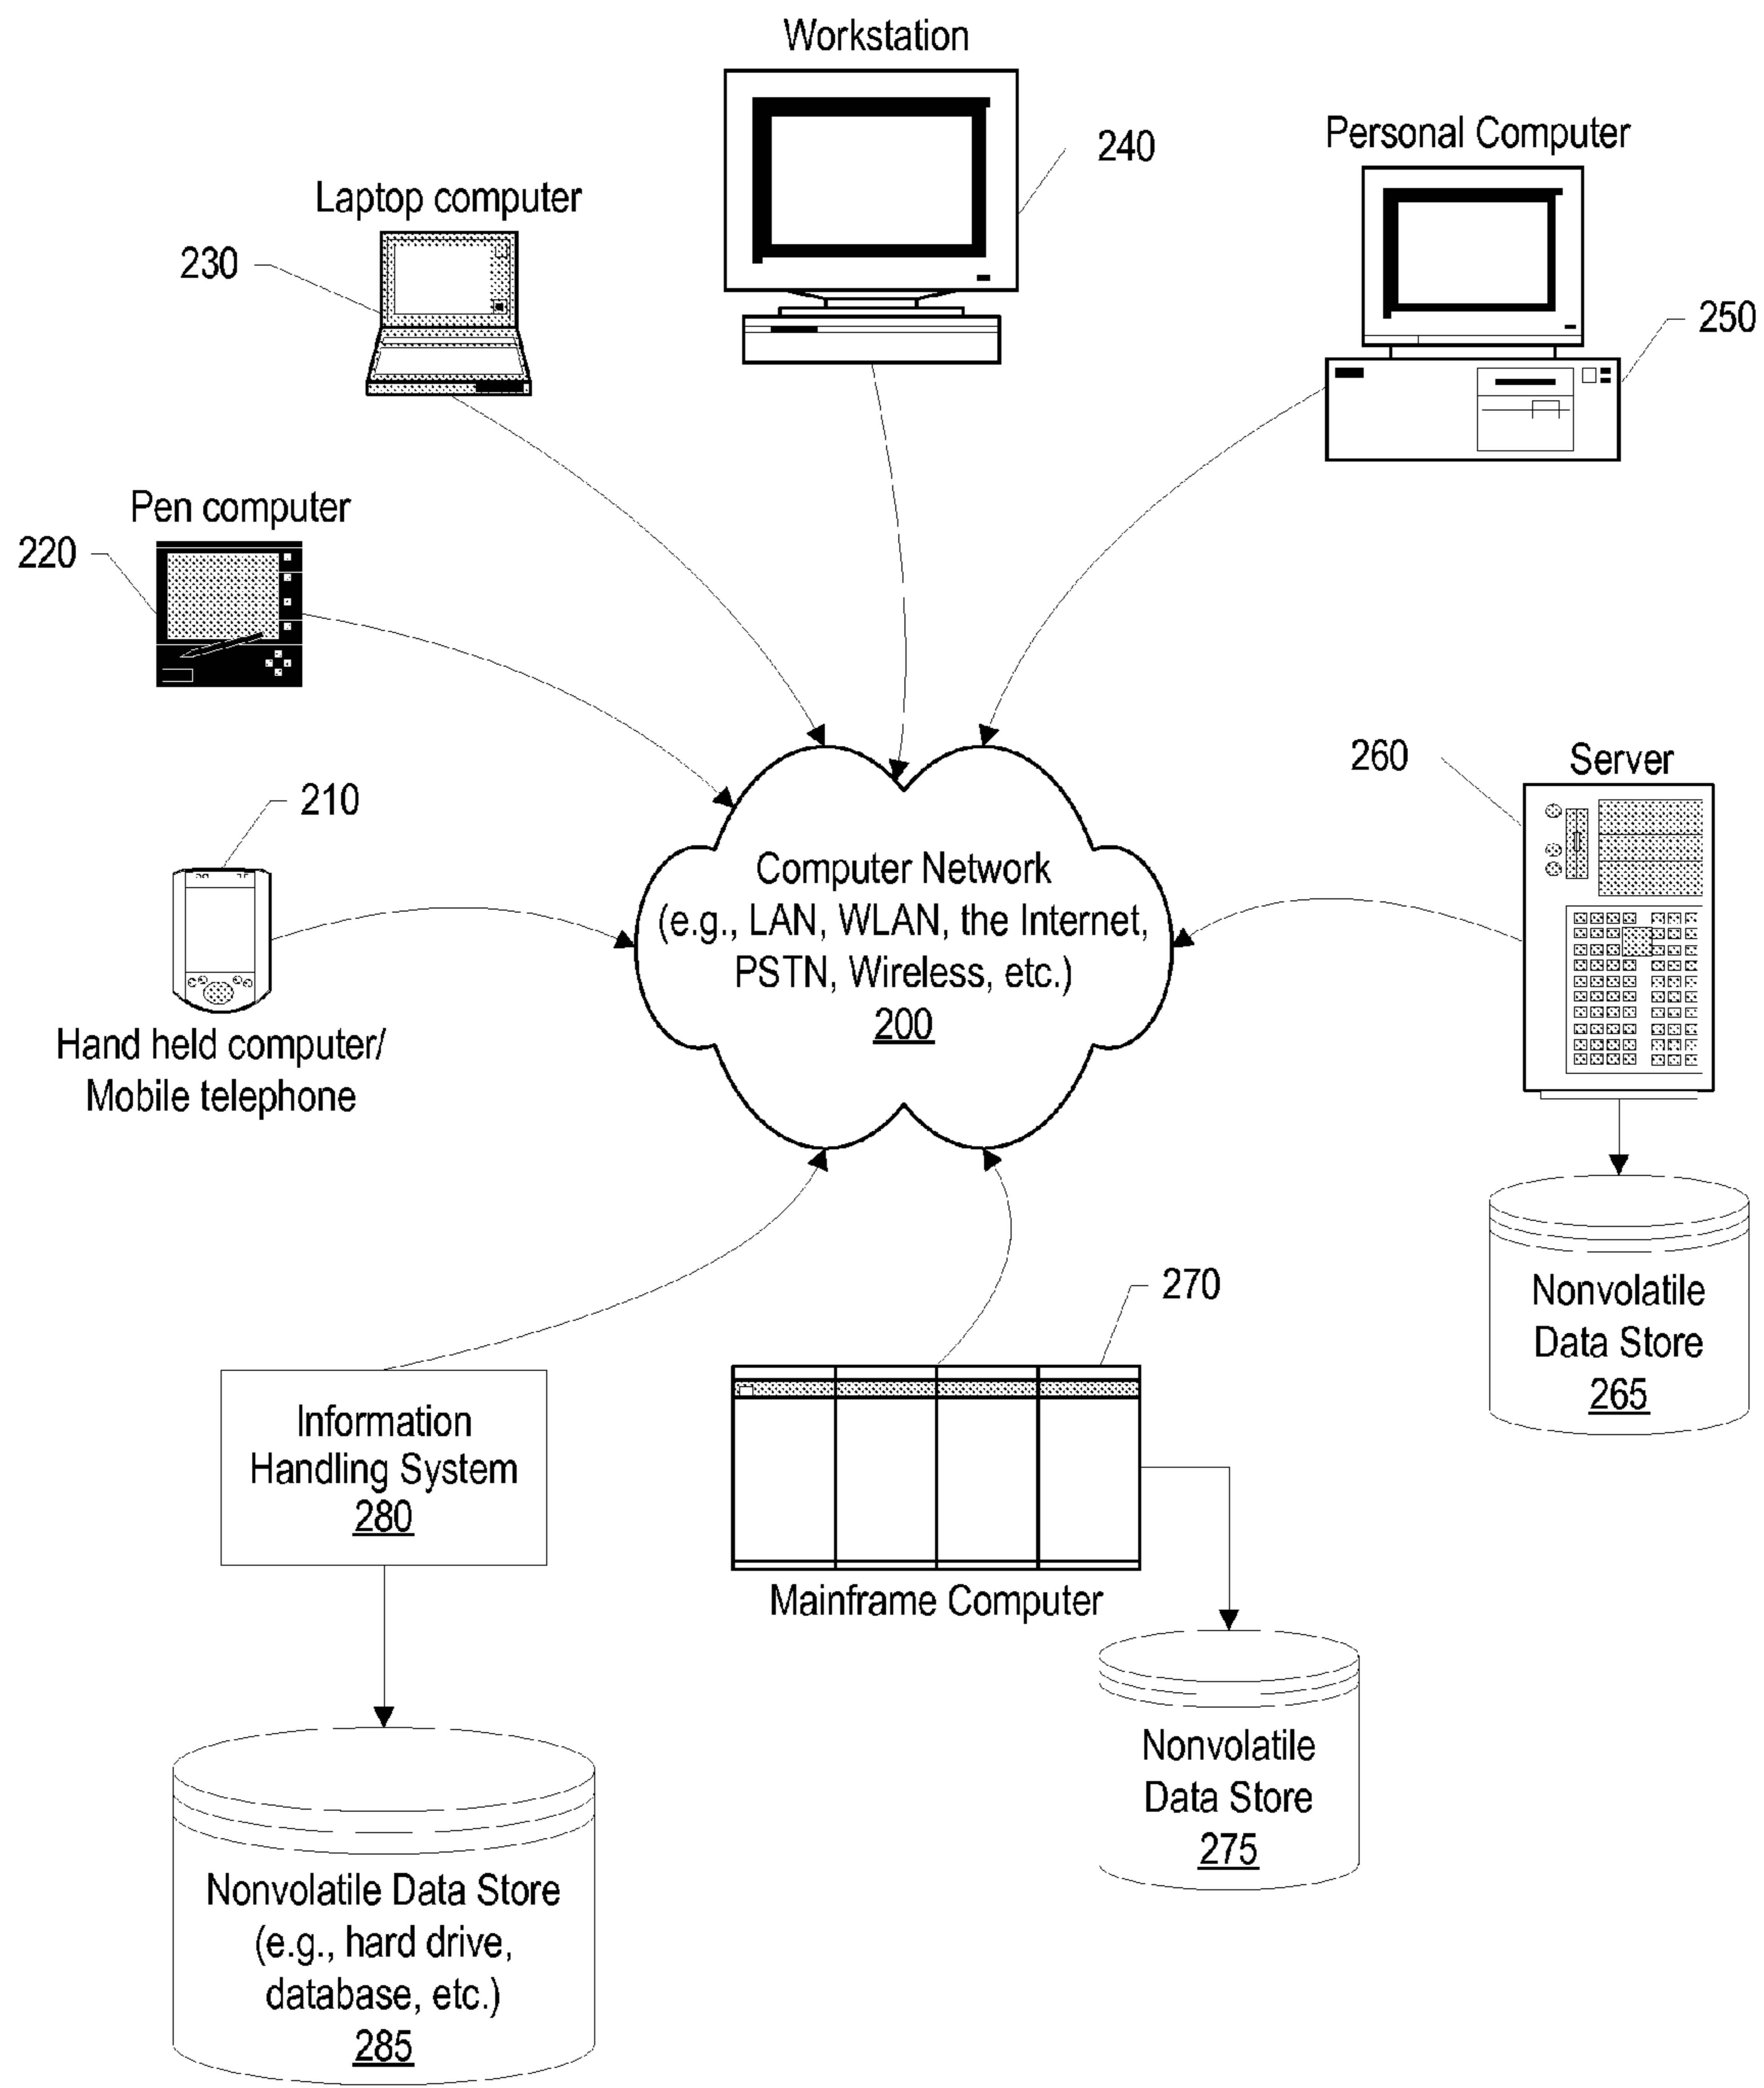 Workstation
240
Personal Computer
250
Laptop computer
230
Pen computer
220
210
Hand held computer/
Mobile telephone
Computer Network
(e.g., LAN, WLAN, the Internet,
PSTN, Wireless, etc.)
200
260
Server
Nonvolatile
Data Store
265
270
Mainframe Computer
Nonvolatile
Data Store
275
Information
Handling System
280
Nonvolatile Data Store
(e.g., hard drive,
database, etc.)
285